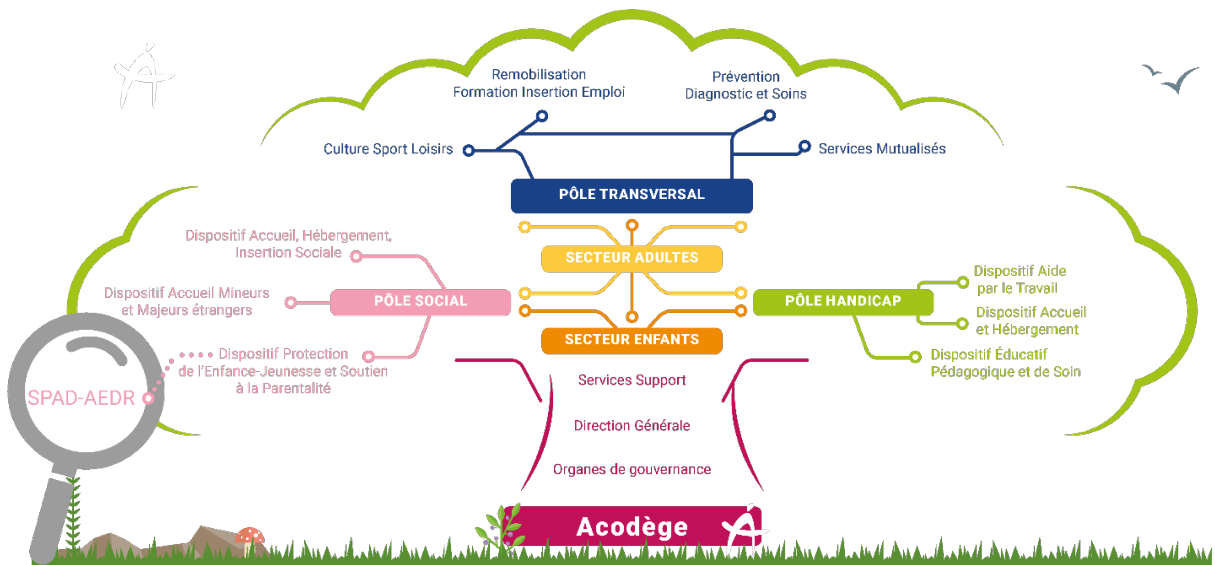 Remobilisation
Formation Insertion Emploi
Prévention
Diagnostic et Soins
Culture Sport Loisirs
Services Mutualisés
PÔLE TRANSVERSAL
Dispositif Accueil, Hébergement,
Insertion Sociale
SECTEUR ADULTES
Dispositif Accueil Mineurs
et Majeurs étrangers
PÔLE SOCIAL
PÔLE HANDICAP
Dispositif Aide
par le Travail
Dispositif Accueil
et Hébergement
SECTEUR ENFANTS
Dispositif Protection
de l'Enfance-Jeunesse et Soutien
à la Parentalité
Dispositif Éducatif
Pédagogique et de Soin
SPAD-AEDR
Services Support
Direction Générale
Organes de gouvernance
Acodège